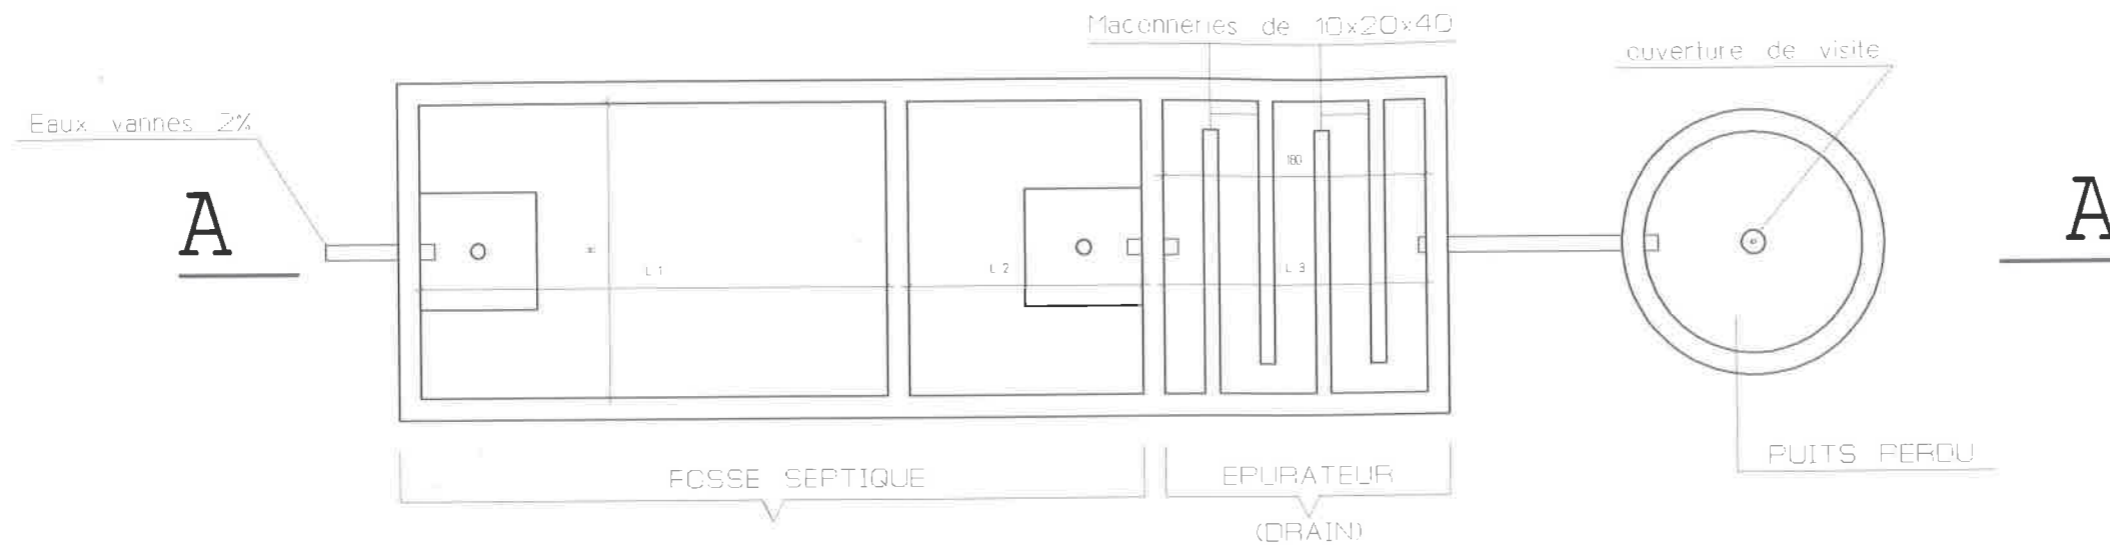 Maconneries de 10x20x40
ouverture de visite
Eaux vannes 2%
A
A
180
L 1
L 2
L 3
FOSSE SEPTIQUE
EPURATEUR
(DRAIN)
PUITS PERDU